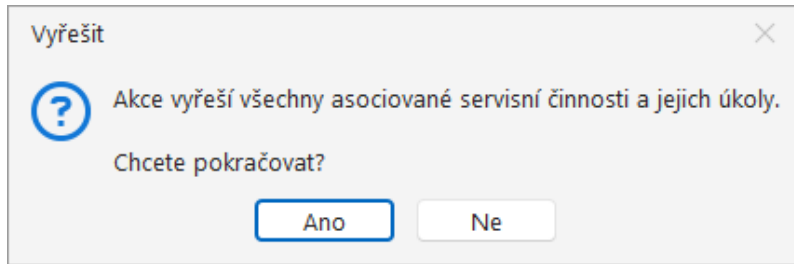 Vyřešit
Akce vyřeší všechny asociované servisní činnosti a jejich úkoly.
Chcete pokračovat?
Ano
Ne